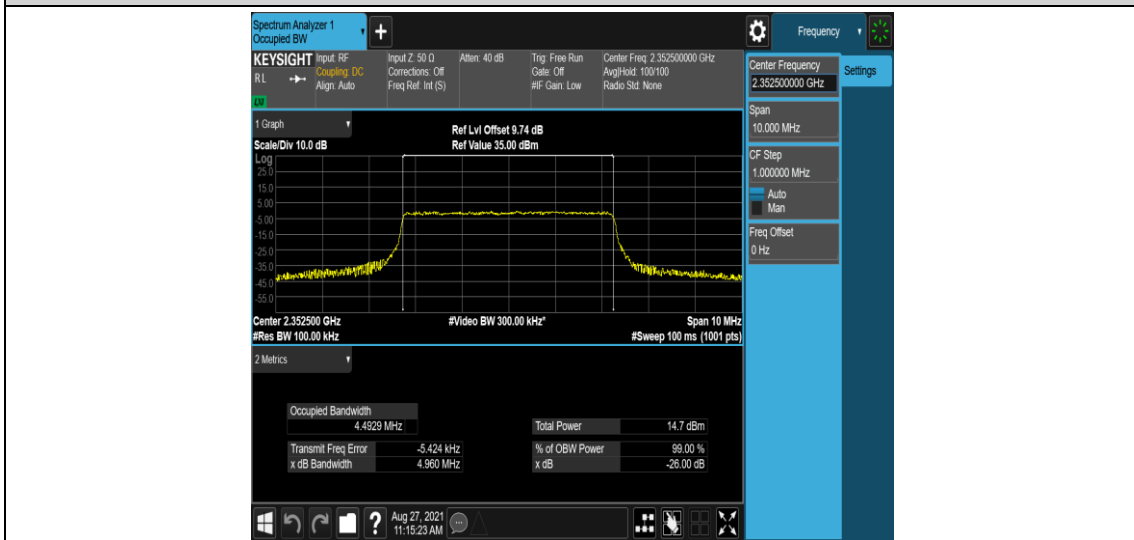 Spectrum Analyzer 1
Occupied BW
+
Frequency
KEYSIGHT
RL
LXI
Input: RF
Coupling: DC
Align: Auto
Input Z: 50 Ω
Corrections: Off
Freq Ref: Int (S)
Atten: 40 dB
Trig: Free Run
Gate: Off
#IF Gain: Low
Center Freq: 2.352500000 GHz
Avg|Hold: 100/100
Radio Std: None
Center Frequency
2.352500000 GHz
Settings
Span
10.000 MHz
CF Step
1.000000 MHz
Auto
Man
Freq Offset
0 Hz
1 Graph
Scale/Div 10.0 dB
Ref Lvl Offset 9.74 dB
Ref Value 35.00 dBm
Log
25.0
15.0
5.00
-5.00
-15.0
-25.0
-35.0
-45.0
-55.0
Center 2.352500 GHz
#Res BW 100.00 kHz
#Video BW 300.00 kHz*
Span 10 MHz
#Sweep 100 ms (1001 pts)
2 Metrics
Occupied Bandwidth
4.4929 MHz
Total Power 14.7 dBm
Transmit Freq Error -5.424 kHz
% of OBW Power 99.00 %
x dB Bandwidth 4.960 MHz
x dB -26.00 dB
?
Aug 27, 2021
11:15:23 AM